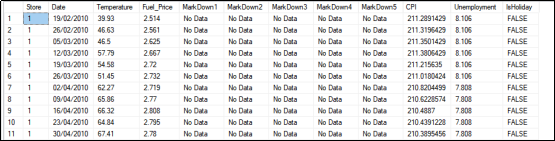 Store Date Temperature Fuel_Price MarkDown1 MarkDown2 MarkDown3 MarkDown4 MarkDown5 CPI Unemployment IsHoliday
1 1 19/02/2010 39.93 2.514 No Data No Data No Data No Data No Data 211.2891429 8.106 FALSE
2 1 26/02/2010 46.63 2.561 No Data No Data No Data No Data No Data 211.3196429 8.106 FALSE
3 1 05/03/2010 46.5 2.625 No Data No Data No Data No Data No Data 211.3501429 8.106 FALSE
4 1 12/03/2010 57.79 2.667 No Data No Data No Data No Data No Data 211.3806429 8.106 FALSE
5 1 19/03/2010 54.58 2.72 No Data No Data No Data No Data No Data 211.215635 8.106 FALSE
6 1 26/03/2010 51.45 2.732 No Data No Data No Data No Data No Data 211.0180424 8.106 FALSE
7 1 02/04/2010 62.27 2.719 No Data No Data No Data No Data No Data 210.8204499 7.808 FALSE
8 1 09/04/2010 65.86 2.77 No Data No Data No Data No Data No Data 210.6228574 7.808 FALSE
9 1 16/04/2010 66.32 2.808 No Data No Data No Data No Data No Data 210.4887 7.808 FALSE
10 1 23/04/2010 64.84 2.795 No Data No Data No Data No Data No Data 210.4391228 7.808 FALSE
11 1 30/04/2010 67.41 2.78 No Data No Data No Data No Data No Data 210.3895456 7.808 FALSE